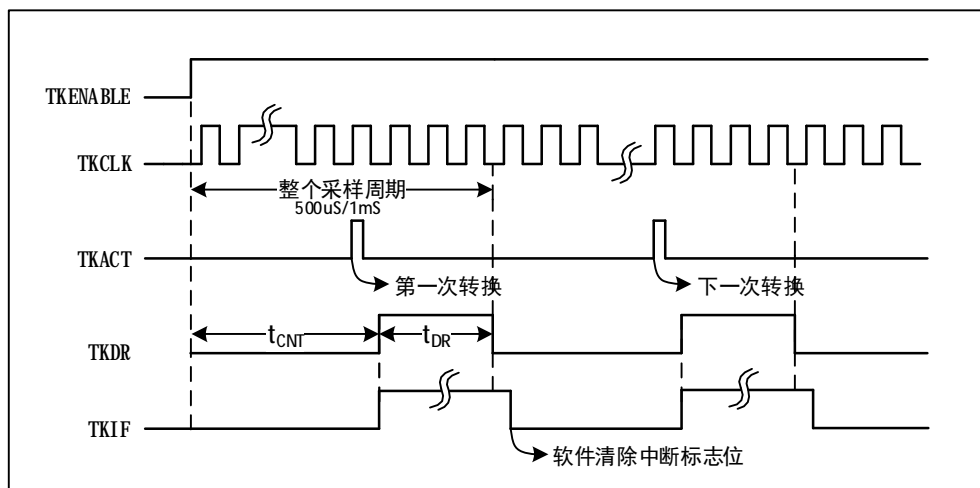 TKENABLE
TKCLK
整个采样周期
500uS/1mS
TKACT
第一次转换
下一次转换
TKDR
tCNT
tDR
TKIF
软件清除中断标志位